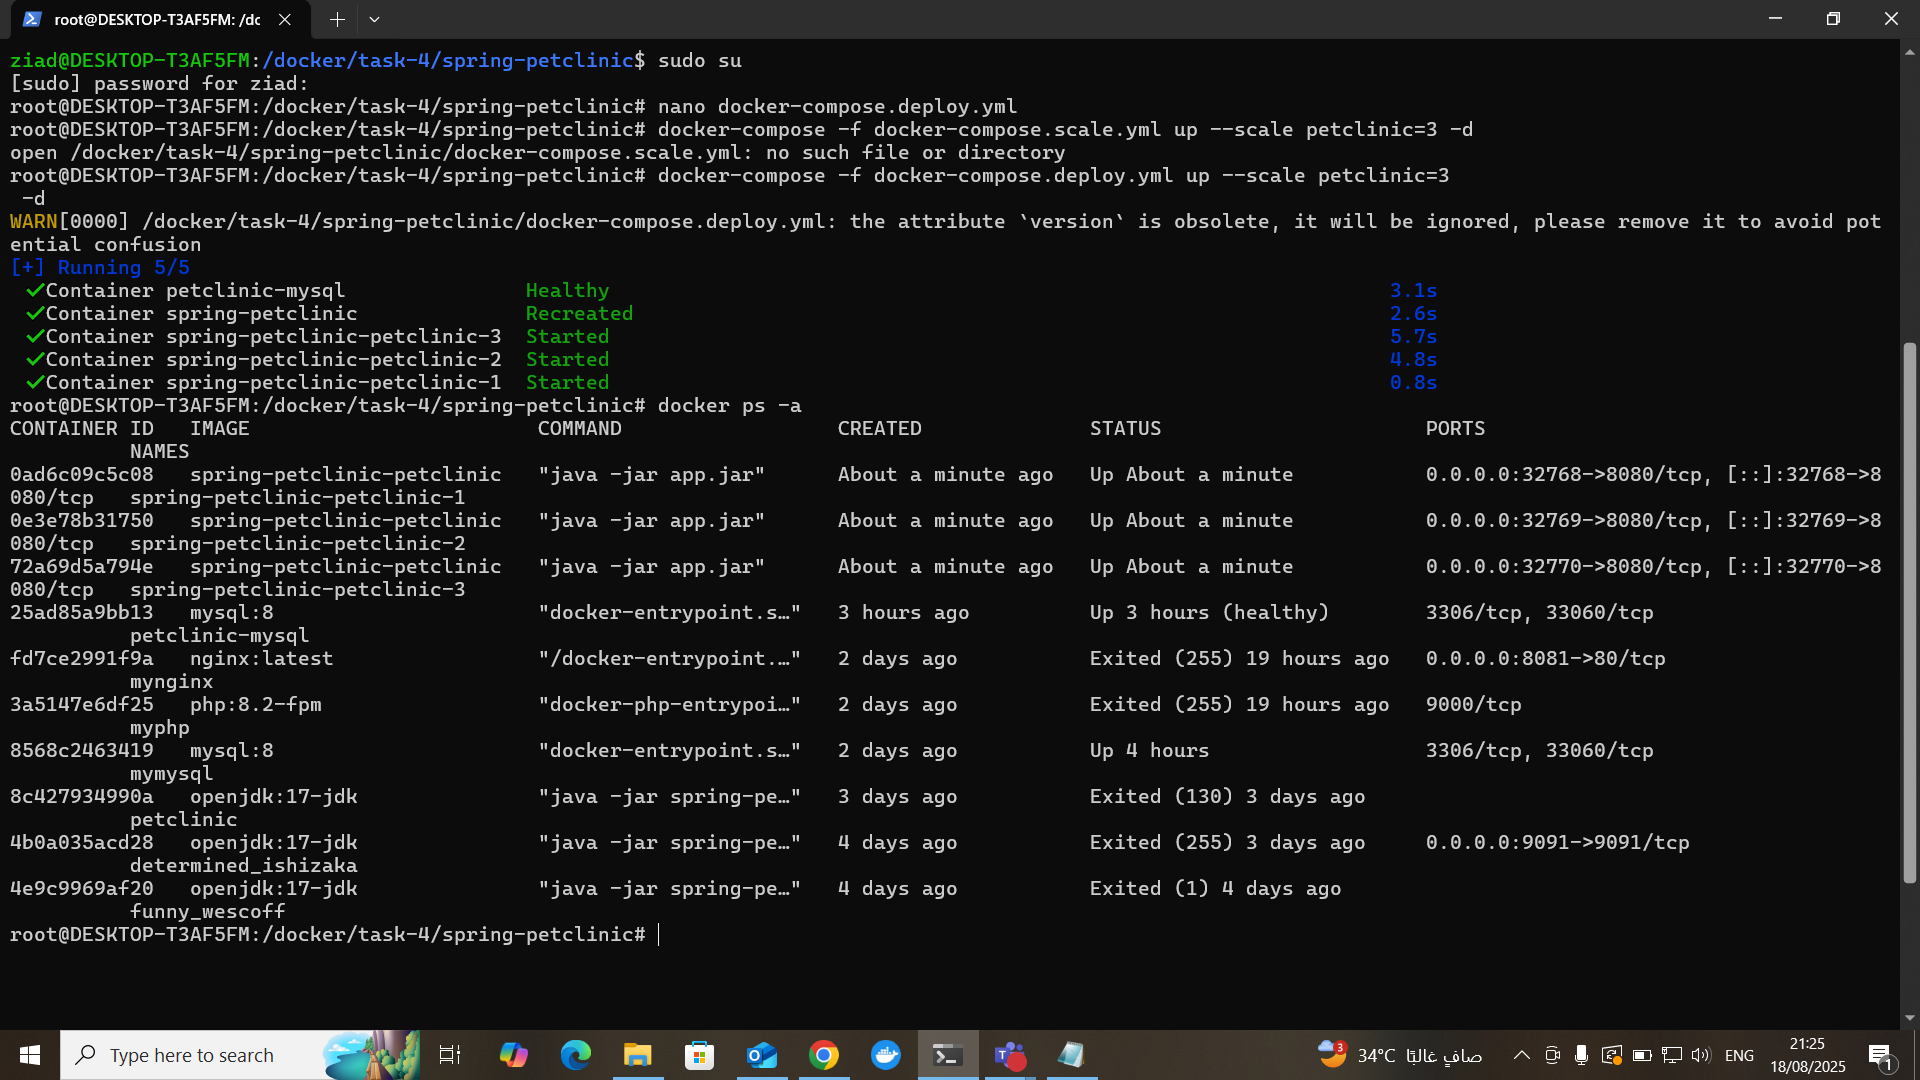 root@DESKTOP-T3AF5FM: /dc
ziad@DESKTOP-T3AF5FM:/docker/task-4/spring-petclinic$ sudo su
[sudo] password for ziad:
root@DESKTOP-T3AF5FM:/docker/task-4/spring-petclinic# nano docker-compose.deploy.yml
root@DESKTOP-T3AF5FM:/docker/task-4/spring-petclinic# docker-compose -f docker-compose.scale.yml up --scale petclinic=3 -d
open /docker/task-4/spring-petclinic/docker-compose.scale.yml: no such file or directory
root@DESKTOP-T3AF5FM:/docker/task-4/spring-petclinic# docker-compose -f docker-compose.deploy.yml up --scale petclinic=3
 -d
WARN[0000] /docker/task-4/spring-petclinic/docker-compose.deploy.yml: the attribute `version` is obsolete, it will be ignored, please remove it to avoid pot
ential confusion
[+] Running 5/5
 ✔Container petclinic-mysql Healthy 3.1s
 ✔Container spring-petclinic Recreated 2.6s
 ✔Container spring-petclinic-petclinic-3 Started 5.7s
 ✔Container spring-petclinic-petclinic-2 Started 4.8s
 ✔Container spring-petclinic-petclinic-1 Started 0.8s
root@DESKTOP-T3AF5FM:/docker/task-4/spring-petclinic# docker ps -a
CONTAINER ID IMAGE COMMAND CREATED STATUS PORTS
NAMES
0ad6c09c5c08 spring-petclinic-petclinic "java -jar app.jar" About a minute ago Up About a minute 0.0.0.0:32768->8080/tcp, [::]:32768->8
080/tcp spring-petclinic-petclinic-1
0e3e78b31750 spring-petclinic-petclinic "java -jar app.jar" About a minute ago Up About a minute 0.0.0.0:32769->8080/tcp, [::]:32769->8
080/tcp spring-petclinic-petclinic-2
72a69d5a794e spring-petclinic-petclinic "java -jar app.jar" About a minute ago Up About a minute 0.0.0.0:32770->8080/tcp, [::]:32770->8
080/tcp spring-petclinic-petclinic-3
25ad85a9bb13 mysql:8 "docker-entrypoint.s…" 3 hours ago Up 3 hours (healthy) 3306/tcp, 33060/tcp
petclinic-mysql
fd7ce2991f9a nginx:latest "/docker-entrypoint.…" 2 days ago Exited (255) 19 hours ago 0.0.0.0:8081->80/tcp
mynginx
3a5147e6df25 php:8.2-fpm "docker-php-entrypoi…" 2 days ago Exited (255) 19 hours ago 9000/tcp
myphp
8568c2463419 mysql:8 "docker-entrypoint.s…" 2 days ago Up 4 hours 3306/tcp, 33060/tcp
mymysql
8c427934990a openjdk:17-jdk "java -jar spring-pe…" 3 days ago Exited (130) 3 days ago
petclinic
4b0a035acd28 openjdk:17-jdk "java -jar spring-pe…" 4 days ago Exited (255) 3 days ago 0.0.0.0:9091->9091/tcp
determined_ishizaka
4e9c9969af20 openjdk:17-jdk "java -jar spring-pe…" 4 days ago Exited (1) 4 days ago
funny_wescoff
root@DESKTOP-T3AF5FM:/docker/task-4/spring-petclinic#
Type here to search
3
34°C صافٍ غالبًا
ENG
21:25
18/08/2025
1